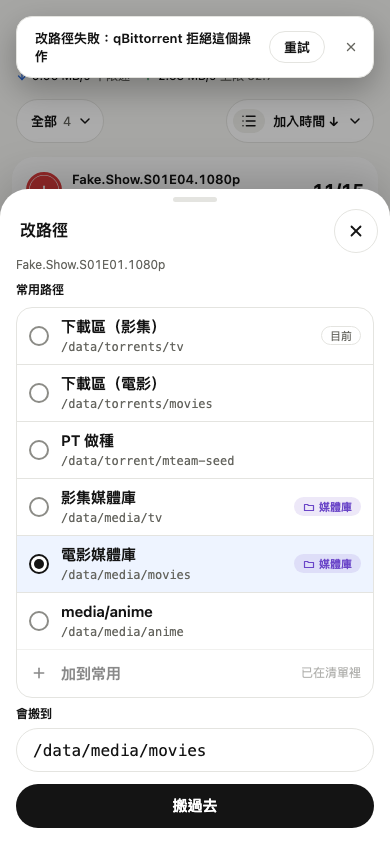 改路徑失敗：qBittorrent 拒絕這個操
作
重試
全部 4
加入時間 ↓
Fake.Show.S01E04.1080p
改路徑
Fake.Show.S01E01.1080p
常用路徑
下載區（影集）
/data/torrents/tv
目前
下載區（電影）
/data/torrents/movies
PT 做種
/data/torrent/mteam-seed
影集媒體庫
/data/media/tv
媒體庫
電影媒體庫
/data/media/movies
媒體庫
media/anime
/data/media/anime
加到常用
已在清單裡
會搬到
/data/media/movies
搬過去